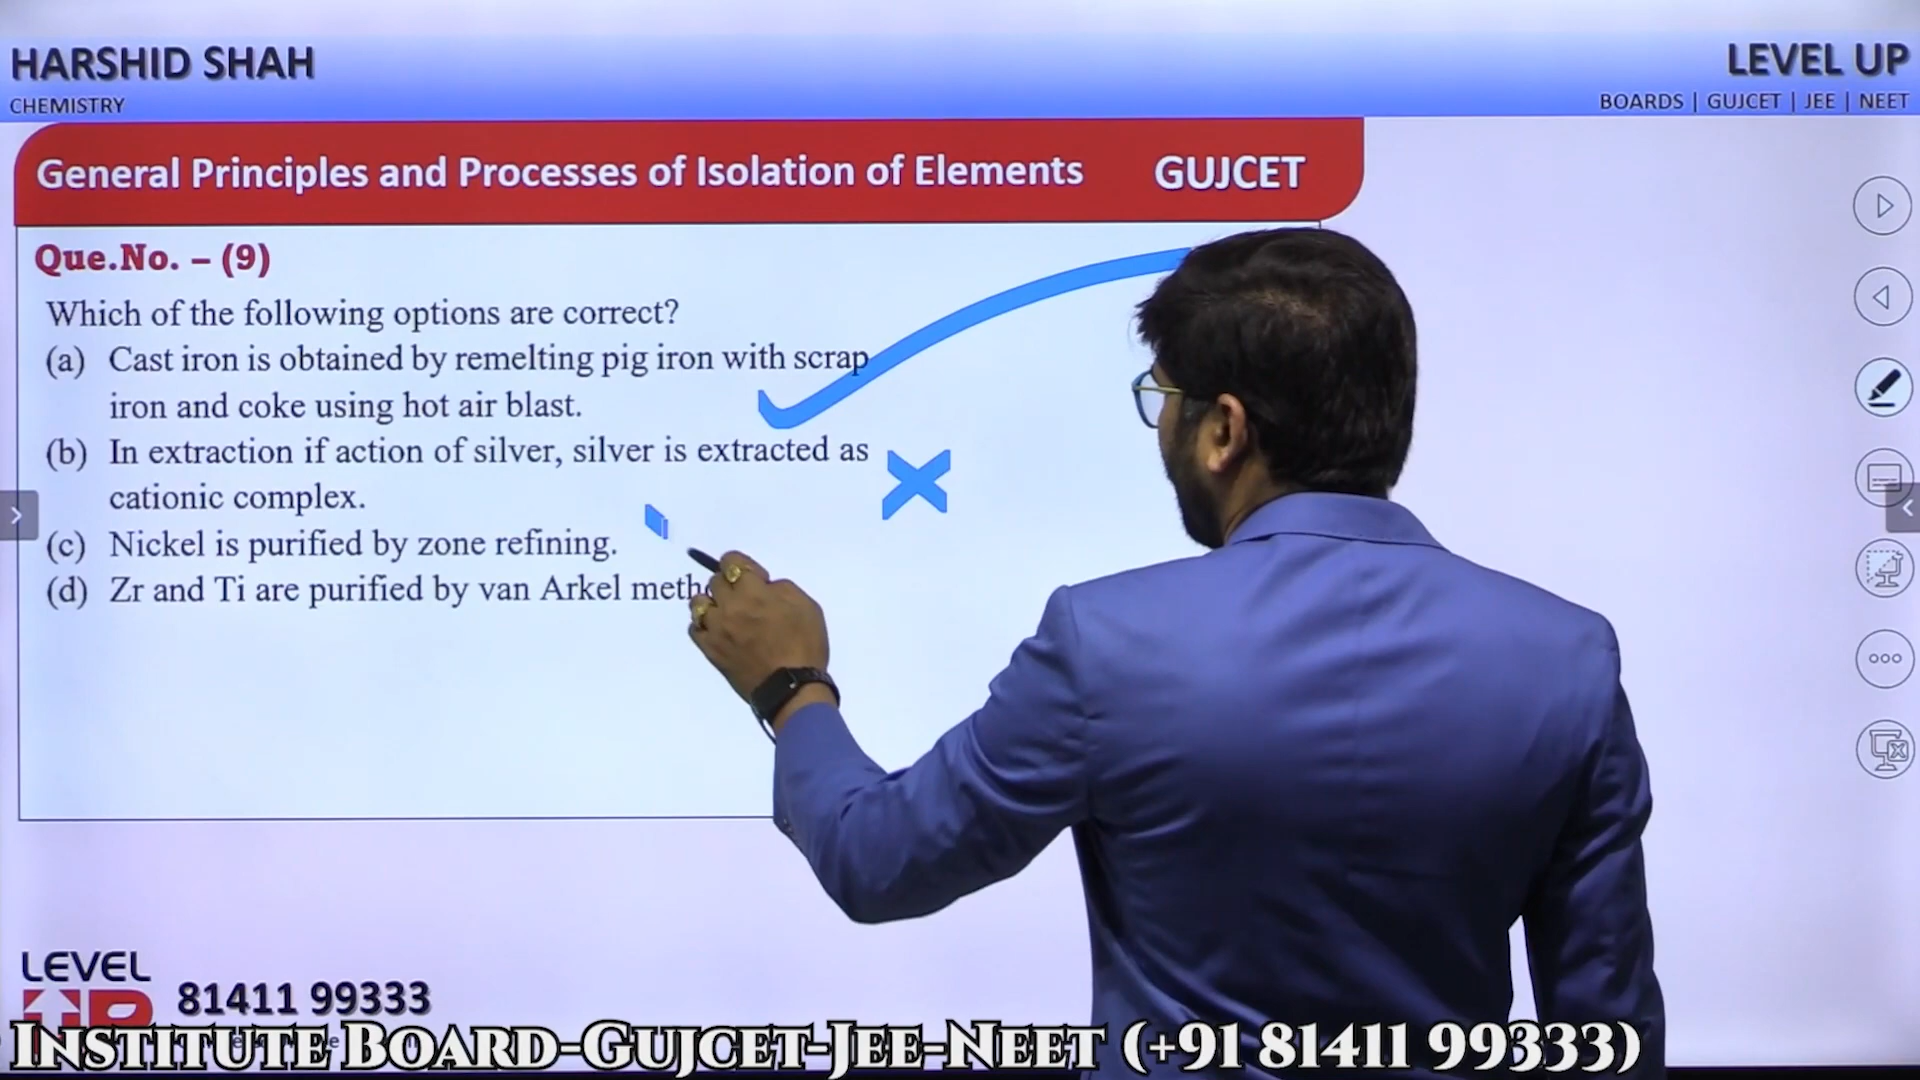 HARSHID SHAH
CHEMISTRY
LEVEL UP
BOARDS | GUJCET | JEE | NEET
General Principles and Processes of Isolation of Elements GUJCET
Que.No. – (9)
Which of the following options are correct?
(a) Cast iron is obtained by remelting pig iron with scrap
iron and coke using hot air blast.
(b) In extraction if action of silver, silver is extracted as
cationic complex.
(c) Nickel is purified by zone refining.
(d) Zr and Ti are purified by van Arkel
LEVEL
UP
81411 99333
INSTITUTE BOARD-GUJCET-JEE-NEET (+91 81411 99333)